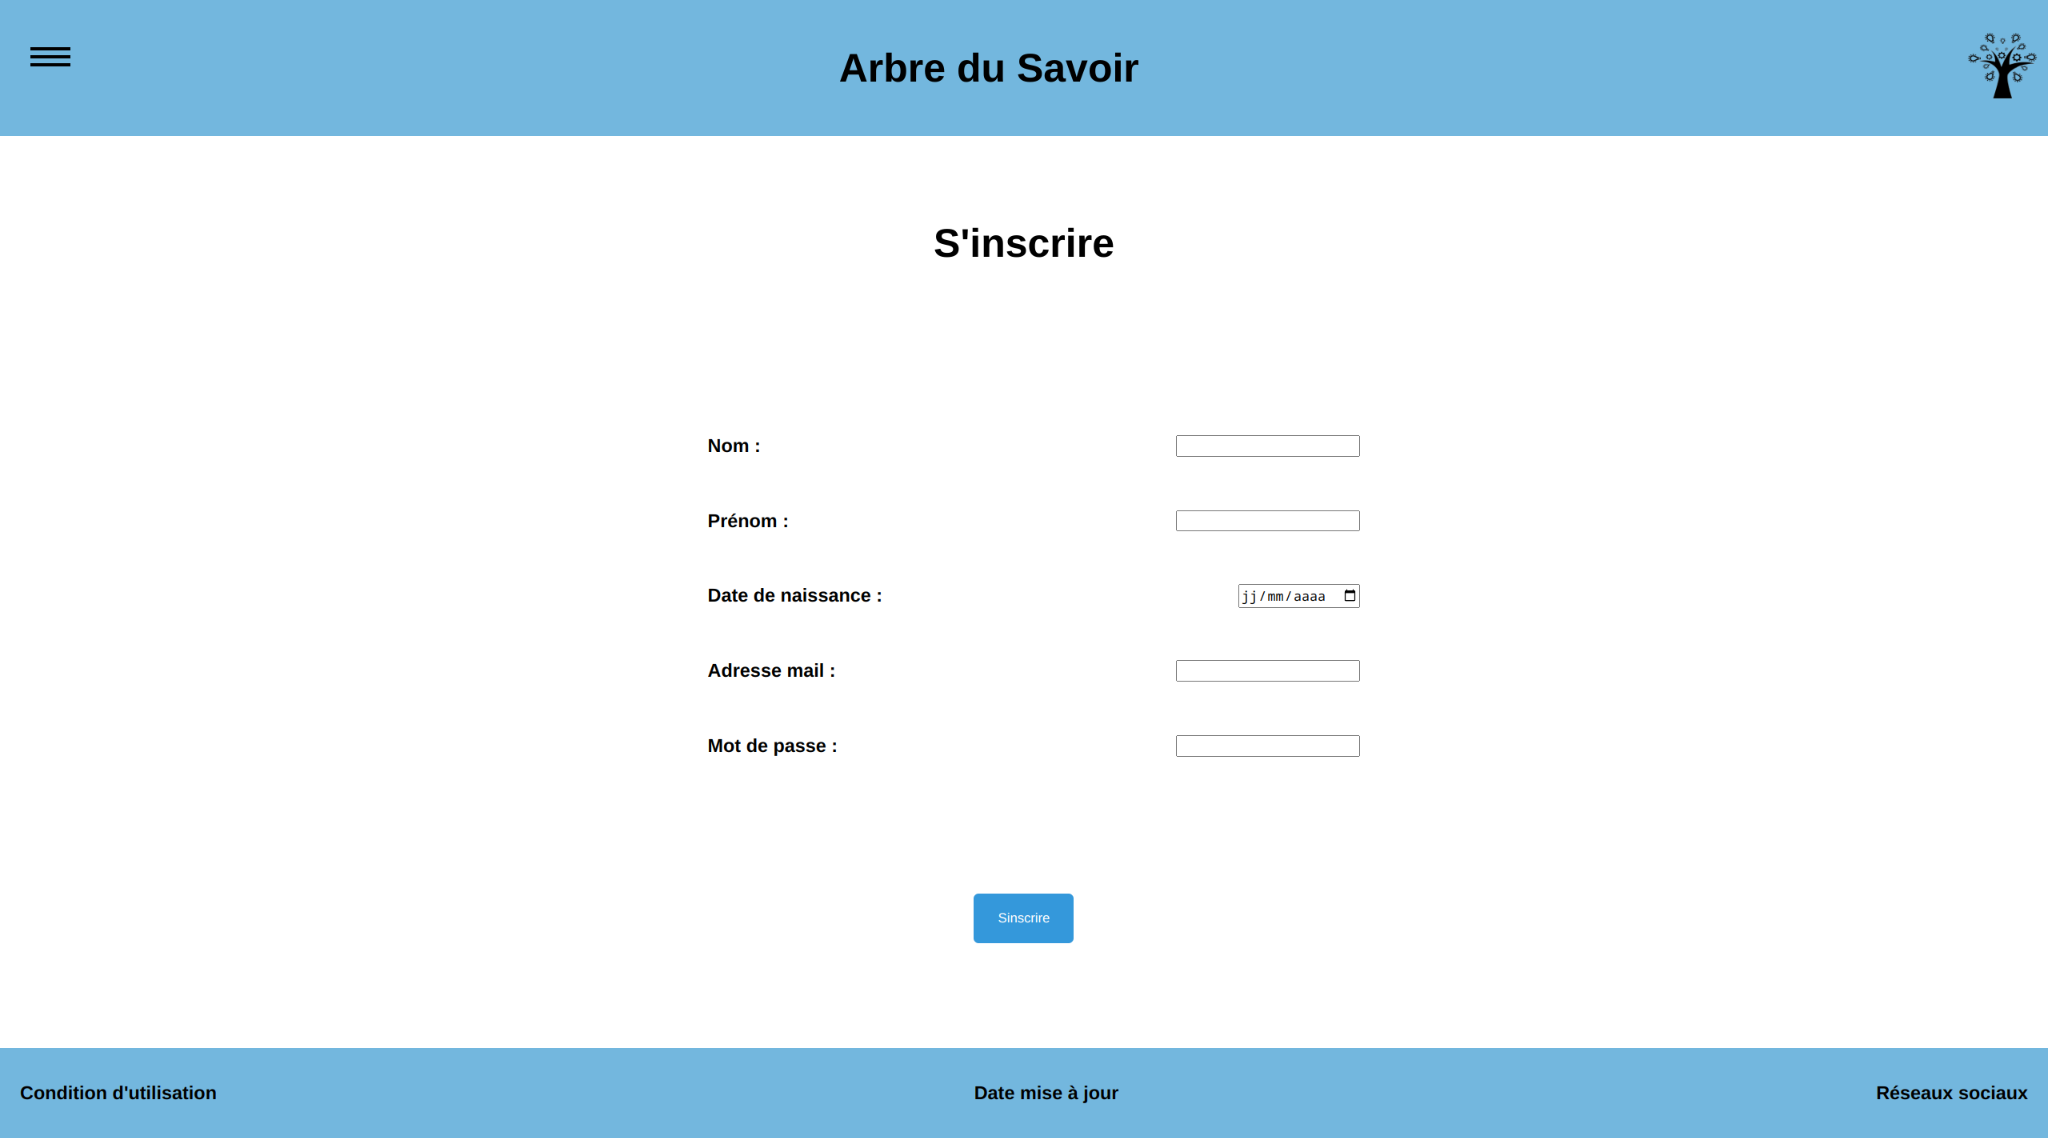 Arbre du Savoir
S'inscrire
Nom :
Prénom :
Date de naissance :
jj/mm/aaaa
Adresse mail :
Mot de passe :
Sinscrire
Condition d'utilisation
Date mise à jour
Réseaux sociaux